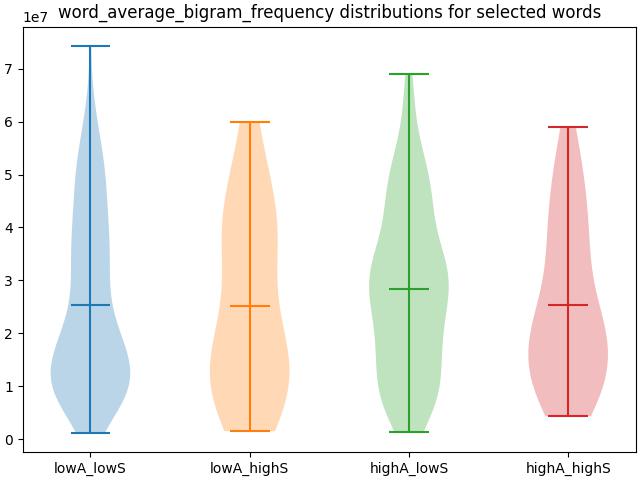 word_average_bigram_frequency distributions for selected words
1e7
7
6
5
4
3
2
1
0
lowA_lowS lowA_highS highA_lowS highA_highS